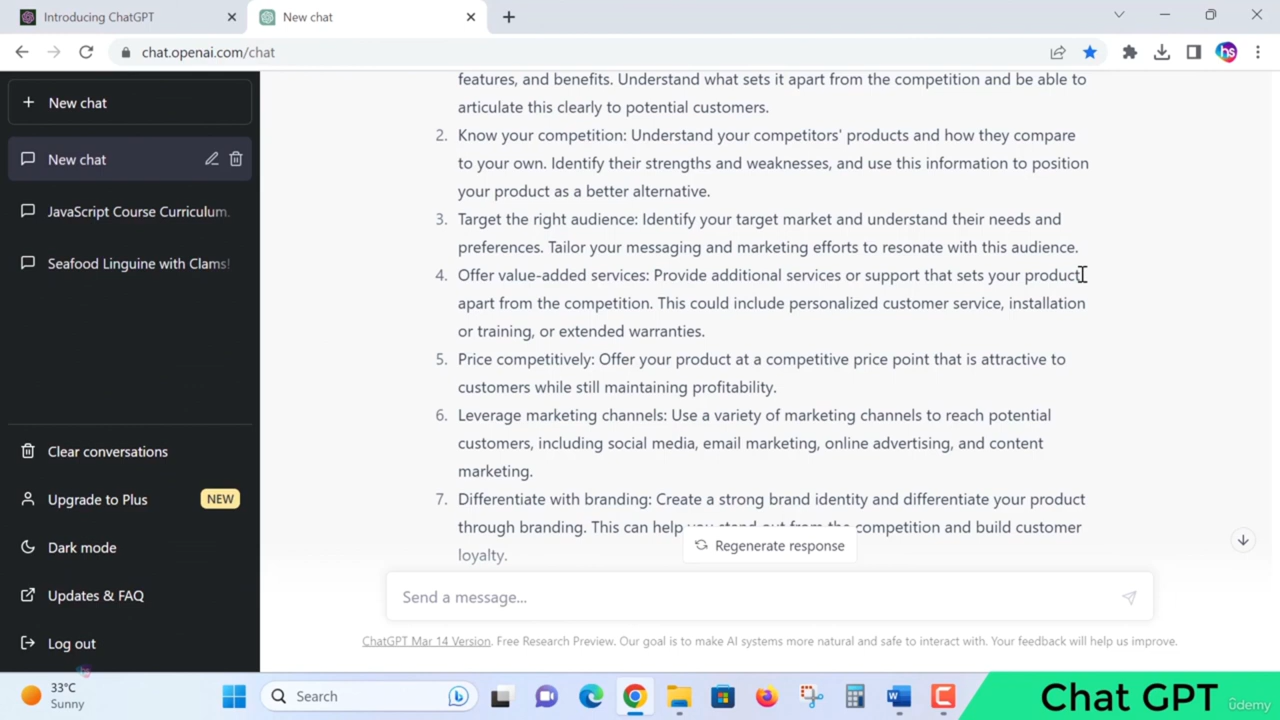 Introducing ChatGPT
New chat
chat.openai.com/chat
New chat
New chat
JavaScript Course Curriculum.
Seafood Linguine with Clams!
Clear conversations
Upgrade to Plus
NEW
Dark mode
Updates & FAQ
Log out
features, and benefits. Understand what sets it apart from the competition and be able to
articulate this clearly to potential customers.
2. Know your competition: Understand your competitors' products and how they compare
to your own. Identify their strengths and weaknesses, and use this information to position
your product as a better alternative.
3. Target the right audience: Identify your target market and understand their needs and
preferences. Tailor your messaging and marketing efforts to resonate with this audience.
4. Offer value-added services: Provide additional services or support that sets your product
apart from the competition. This could include personalized customer service, installation
or training, or extended warranties.
5. Price competitively: Offer your product at a competitive price point that is attractive to
customers while still maintaining profitability.
6. Leverage marketing channels: Use a variety of marketing channels to reach potential
customers, including social media, email marketing, online advertising, and content
marketing.
7. Differentiate with branding: Create a strong brand identity and differentiate your product
through branding. This can help you stand out from the competition and build customer
loyalty.
Regenerate response
Send a message...
ChatGPT Mar 14 Version. Free Research Preview. Our goal is to make AI systems more natural and safe to interact with. Your feedback will help us improve.
hs
33°C
Sunny
Search
Chat GPT
ûdemy